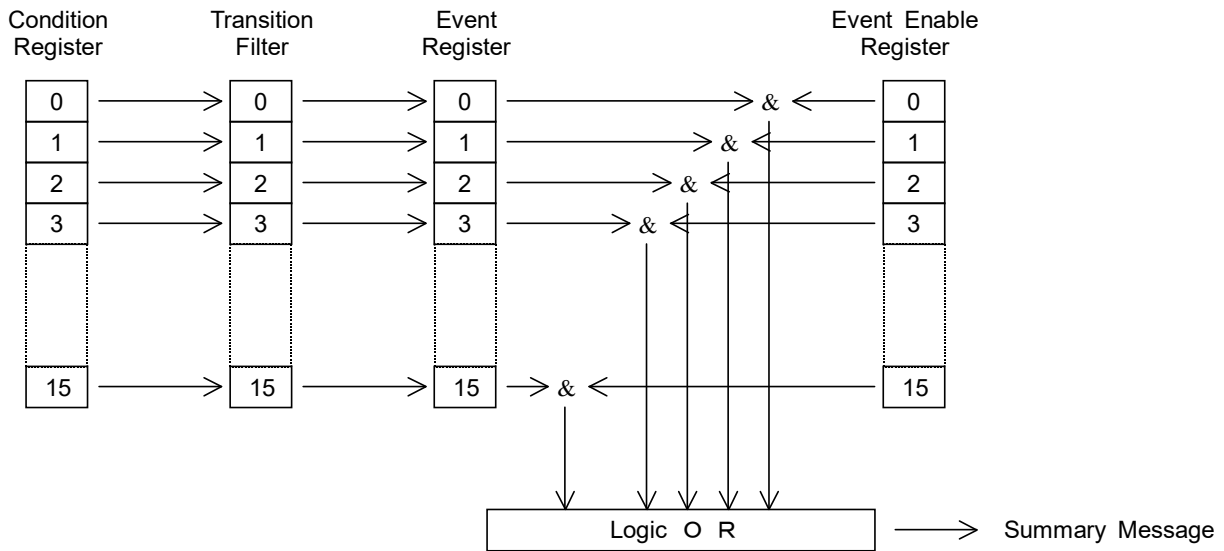 Condition Register
Transition Filter
Event Register
Event Enable Register
0 0 0 & 0
1 1 1 & 1
2 2 2 & 2
3 3 3 & 3
15 15 15 & 15
Logic O R
Summary Message